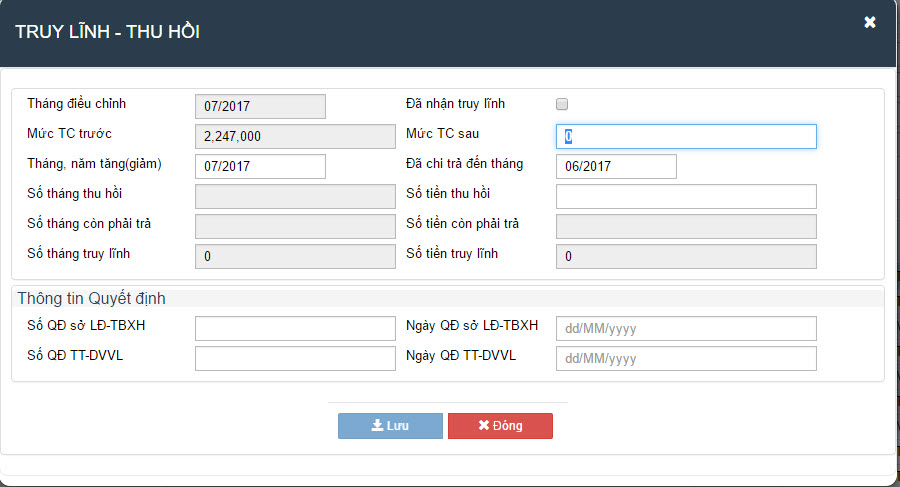 TRUY LĨNH - THU HỒI
Tháng điều chỉnh 07/2017 Đã nhận truy lĩnh
Mức TC trước 2,247,000 Mức TC sau 0
Tháng, năm tăng(giảm) 07/2017 Đã chi trả đến tháng 06/2017
Số tháng thu hồi Số tiền thu hồi
Số tháng còn phải trả Số tiền còn phải trả
Số tháng truy lĩnh 0 Số tiền truy lĩnh 0
Thông tin Quyết định
Số QĐ sở LĐ-TBXH Ngày QĐ sở LĐ-TBXH dd/MM/yyyy
Số QĐ TT-DVVL Ngày QĐ TT-DVVL dd/MM/yyyy
Lưu Đóng